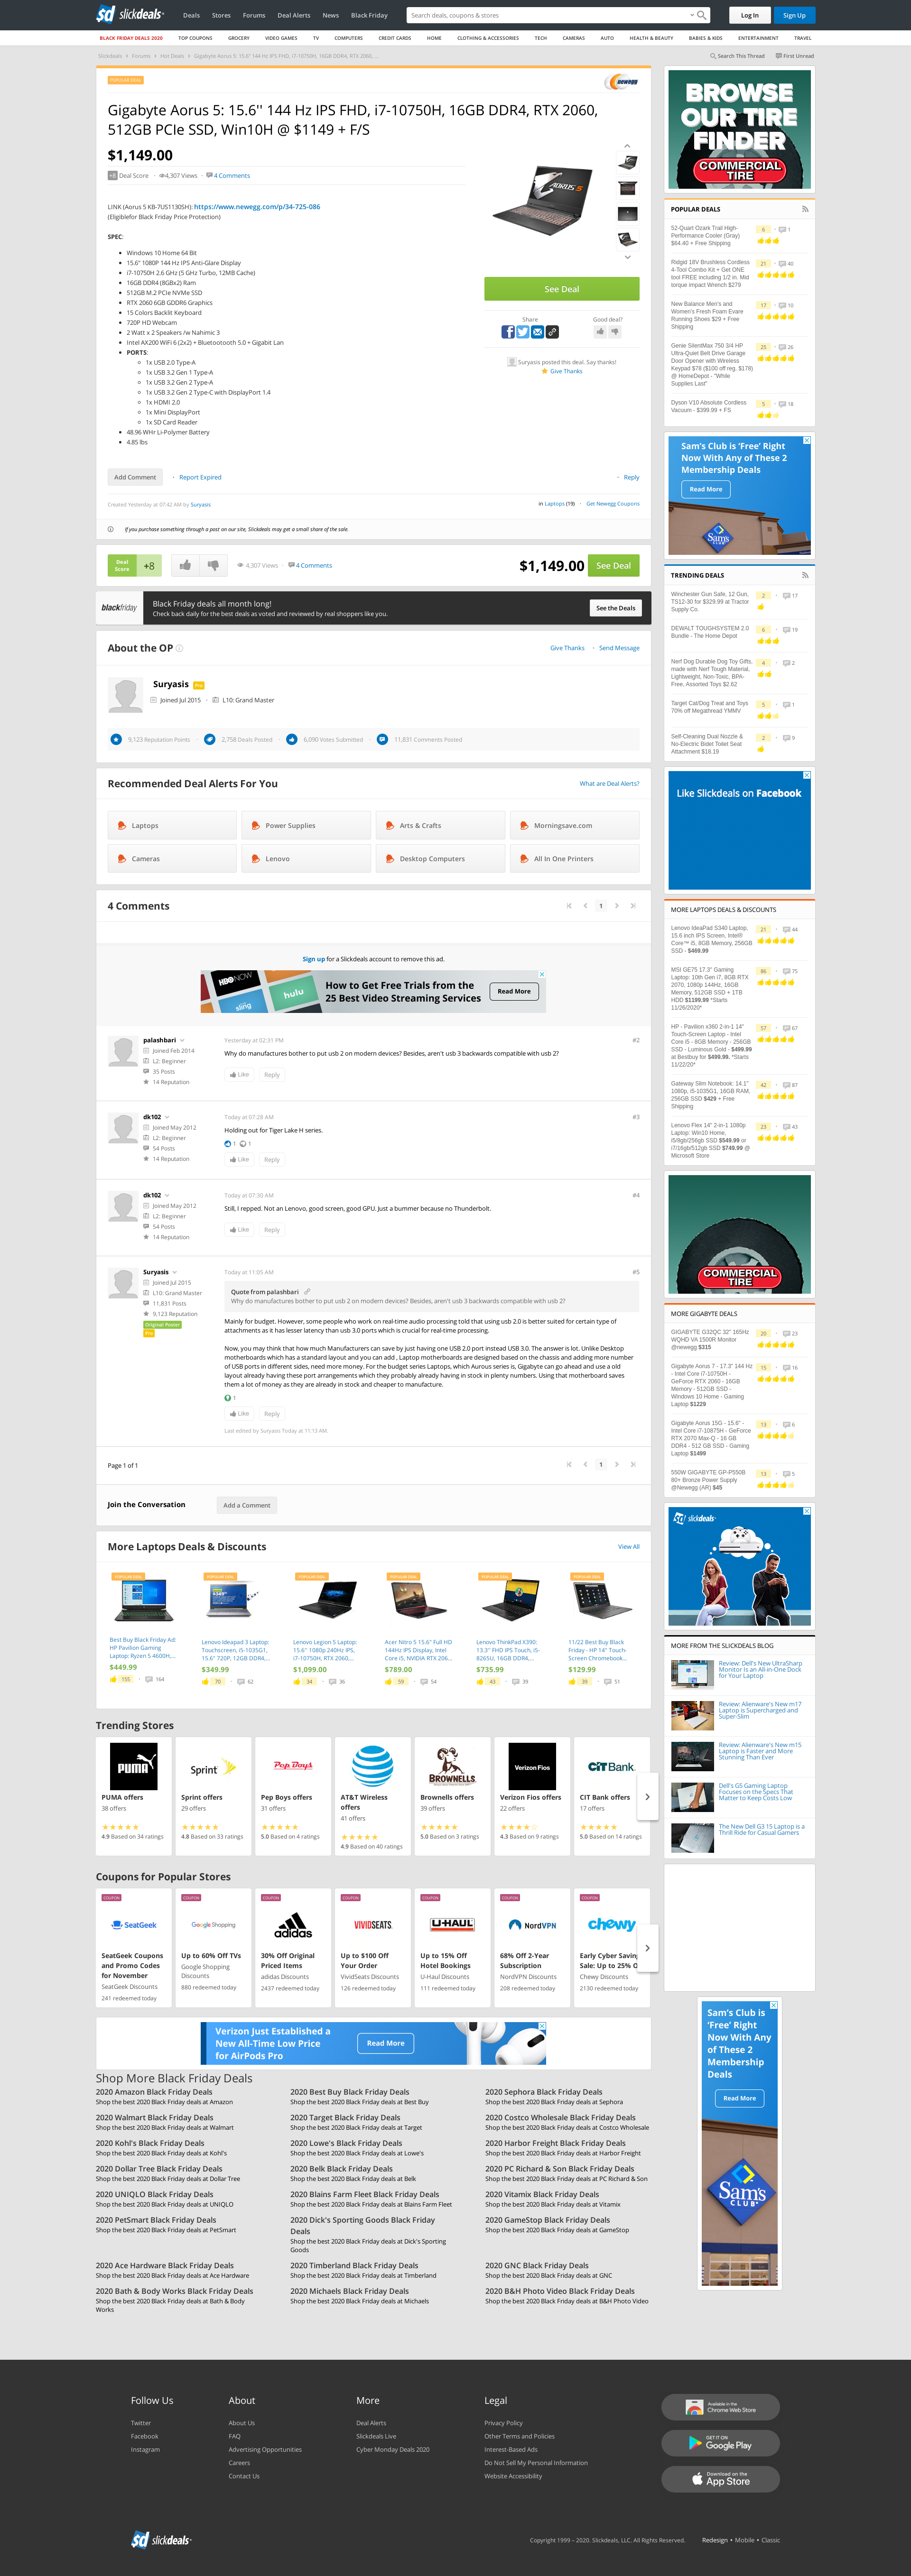 slickdeals
Deals Stores Forums Deal Alerts News Black Friday
Search deals, coupons & stores
Log In Sign Up
BLACK FRIDAY DEALS 2020 TOP COUPONS GROCERY VIDEO GAMES TV COMPUTERS CREDIT CARDS HOME CLOTHING & ACCESSORIES TECH CAMERAS AUTO HEALTH & BEAUTY BABIES & KIDS ENTERTAINMENT TRAVEL
Slickdeals > Forums > Hot Deals > Gigabyte Aorus 5: 15.6'' 144 Hz IPS FHD, i7-10750H, 16GB DDR4, RTX 2060, ...
Search This Thread First Unread
POPULAR DEAL
newegg
Gigabyte Aorus 5: 15.6'' 144 Hz IPS FHD, i7-10750H, 16GB DDR4, RTX 2060,
512GB PCIe SSD, Win10H @ $1149 + F/S
$1,149.00
+8 Deal Score 4,307 Views 4 Comments
LINK (Aorus 5 KB-7US1130SH): https://www.newegg.com/p/34-725-086
(Eligiblefor Black Friday Price Protection)
SPEC:
Windows 10 Home 64 Bit
15.6" 1080P 144 Hz IPS Anti-Glare Display
i7-10750H 2.6 GHz (5 GHz Turbo, 12MB Cache)
16GB DDR4 (8GBx2) Ram
512GB M.2 PCIe NVMe SSD
RTX 2060 6GB GDDR6 Graphics
15 Colors Backlit Keyboard
720P HD Webcam
2 Watt x 2 Speakers /w Nahimic 3
Intel AX200 WiFi 6 (2x2) + Bluetootooth 5.0 + Gigabit Lan
PORTS:
1x USB 2.0 Type-A
1x USB 3.2 Gen 1 Type-A
1x USB 3.2 Gen 2 Type-A
1x USB 3.2 Gen 2 Type-C with DisplayPort 1.4
1x HDMI 2.0
1x Mini DisplayPort
1x SD Card Reader
48.96 WHr Li-Polymer Battery
4.85 lbs
See Deal
Share Good deal?
Suryasis posted this deal. Say thanks!
Give Thanks
Add Comment Report Expired Reply
Created Yesterday at 07:42 AM by Suryasis
in Laptops (19) Get Newegg Coupons
If you purchase something through a post on our site, Slickdeals may get a small share of the sale.
Deal
Score +8
4,307 Views 4 Comments
$1,149.00 See Deal
blackfriday
Black Friday deals all month long!
Check back daily for the best deals as voted and reviewed by real shoppers like you.
See the Deals
About the OP
Give Thanks Send Message
Suryasis Pro
Joined Jul 2015 L10: Grand Master
9,123 Reputation Points 2,758 Deals Posted 6,090 Votes Submitted 11,831 Comments Posted
Recommended Deal Alerts For You
What are Deal Alerts?
Laptops Power Supplies Arts & Crafts Morningsave.com
Cameras Lenovo Desktop Computers All In One Printers
4 Comments
1
Sign up for a Slickdeals account to remove this ad.
HBO NOW sling hulu
How to Get Free Trials from the
25 Best Video Streaming Services
Read More
palashbari
Joined Feb 2014
L2: Beginner
35 Posts
14 Reputation
Yesterday at 02:31 PM #2
Why do manufactures bother to put usb 2 on modern devices? Besides, aren't usb 3 backwards compatible with usb 2?
Like Reply
dk102
Joined May 2012
L2: Beginner
54 Posts
14 Reputation
Today at 07:28 AM #3
Holding out for Tiger Lake H series.
1 1
Like Reply
dk102
Joined May 2012
L2: Beginner
54 Posts
14 Reputation
Today at 07:30 AM #4
Still, I repped. Not an Lenovo, good screen, good GPU. Just a bummer because no Thunderbolt.
Like Reply
Suryasis
Joined Jul 2015
L10: Grand Master
11,831 Posts
9,123 Reputation
Original Poster
Pro
Today at 11:05 AM #5
Quote from palashbari
Why do manufactures bother to put usb 2 on modern devices? Besides, aren't usb 3 backwards compatible with usb 2?
Mainly for budget. However, some people who work on real-time audio processing told that using usb 2.0 is better suited for certain type of
attachments as it has lesser latency than usb 3.0 ports which is crucial for real-time processing.
Now, you may think that how much Manufacturers can save by just having one USB 2.0 port instead USB 3.0. The answer is lot. Unlike Desktop
motherboards which has a standard layout and you can add , Laptop motherboards are designed based on the chassis and adding more number
of USB ports in different sides, need more money. For the budget series Laptops, which Aurous series is, Gigabyte can go ahead and use a old
layout already having these port arrangements which they probably already having in stock in plenty numbers. Using that motherboard saves
them a lot of money as they are already in stock and cheaper to manufacture.
1
Like Reply
Last edited by Suryasis Today at 11:13 AM.
Page 1 of 1
1
Join the Conversation Add a Comment
More Laptops Deals & Discounts
View All
Best Buy Black Friday Ad:
HP Pavilion Gaming
Laptop: Ryzen 5 4600H,...
$449.99
155 164
Lenovo Ideapad 3 Laptop:
Touchscreen, i5-1035G1,
15.6" 720P, 12GB DDR4,...
$349.99
70 62
Lenovo Legion 5 Laptop:
15.6" 1080p 240Hz IPS,
i7-10750H, RTX 2060,...
$1,099.00
34 36
Acer Nitro 5 15.6" Full HD
144Hz IPS Display, Intel
Core i5, NVIDIA RTX 206...
$789.00
59 54
Lenovo ThinkPad X390:
13.3" FHD IPS Touch, i5-
8265U, 16GB DDR4,...
$735.99
43 39
11/22 Best Buy Black
Friday - HP 14" Touch-
Screen Chromebook...
$129.99
39 51
Trending Stores
PUMA offers
38 offers
4.9 Based on 34 ratings
Sprint offers
29 offers
4.8 Based on 33 ratings
Pep Boys offers
31 offers
5.0 Based on 4 ratings
AT&T Wireless
offers
41 offers
4.9 Based on 40 ratings
Brownells offers
39 offers
5.0 Based on 3 ratings
Verizon Fios offers
22 offers
4.3 Based on 9 ratings
CIT Bank offers
17 offers
5.0 Based on 14 ratings
Coupons for Popular Stores
SeatGeek Coupons
and Promo Codes
for November
SeatGeek Discounts
241 redeemed today
Up to 60% Off TVs
Google Shopping
Discounts
880 redeemed today
30% Off Original
Priced Items
adidas Discounts
2437 redeemed today
Up to $100 Off
Your Order
VividSeats Discounts
126 redeemed today
Up to 15% Off
Hotel Bookings
U-Haul Discounts
111 redeemed today
68% Off 2-Year
Subscription
NordVPN Discounts
208 redeemed today
Early Cyber Saving
Sale: Up to 25% O
Chewy Discounts
2130 redeemed today
Verizon Just Established a
New All-Time Low Price
for AirPods Pro
Read More
Shop More Black Friday Deals
2020 Amazon Black Friday Deals
Shop the best 2020 Black Friday deals at Amazon
2020 Best Buy Black Friday Deals
Shop the best 2020 Black Friday deals at Best Buy
2020 Sephora Black Friday Deals
Shop the best 2020 Black Friday deals at Sephora
2020 Walmart Black Friday Deals
Shop the best 2020 Black Friday deals at Walmart
2020 Target Black Friday Deals
Shop the best 2020 Black Friday deals at Target
2020 Costco Wholesale Black Friday Deals
Shop the best 2020 Black Friday deals at Costco Wholesale
2020 Kohl's Black Friday Deals
Shop the best 2020 Black Friday deals at Kohl's
2020 Lowe's Black Friday Deals
Shop the best 2020 Black Friday deals at Lowe's
2020 Harbor Freight Black Friday Deals
Shop the best 2020 Black Friday deals at Harbor Freight
2020 Dollar Tree Black Friday Deals
Shop the best 2020 Black Friday deals at Dollar Tree
2020 Belk Black Friday Deals
Shop the best 2020 Black Friday deals at Belk
2020 PC Richard & Son Black Friday Deals
Shop the best 2020 Black Friday deals at PC Richard & Son
2020 UNIQLO Black Friday Deals
Shop the best 2020 Black Friday deals at UNIQLO
2020 Blains Farm Fleet Black Friday Deals
Shop the best 2020 Black Friday deals at Blains Farm Fleet
2020 Vitamix Black Friday Deals
Shop the best 2020 Black Friday deals at Vitamix
2020 PetSmart Black Friday Deals
Shop the best 2020 Black Friday deals at PetSmart
2020 Dick's Sporting Goods Black Friday
Deals
Shop the best 2020 Black Friday deals at Dick's Sporting
Goods
2020 GameStop Black Friday Deals
Shop the best 2020 Black Friday deals at GameStop
2020 Ace Hardware Black Friday Deals
Shop the best 2020 Black Friday deals at Ace Hardware
2020 Timberland Black Friday Deals
Shop the best 2020 Black Friday deals at Timberland
2020 GNC Black Friday Deals
Shop the best 2020 Black Friday deals at GNC
2020 Bath & Body Works Black Friday Deals
Shop the best 2020 Black Friday deals at Bath & Body
Works
2020 Michaels Black Friday Deals
Shop the best 2020 Black Friday deals at Michaels
2020 B&H Photo Video Black Friday Deals
Shop the best 2020 Black Friday deals at B&H Photo Video
BROWSE
OUR TIRE
FINDER
COMMERCIAL
TIRE
POPULAR DEALS
52-Quart Ozark Trail High-
Performance Cooler (Gray)
$64.40 + Free Shipping
6 1
Ridgid 18V Brushless Cordless
4-Tool Combo Kit + Get ONE
tool FREE including 1/2 in. Mid
torque impact Wrench $279
21 40
New Balance Men's and
Women's Fresh Foam Evare
Running Shoes $29 + Free
Shipping
17 10
Genie SilentMax 750 3/4 HP
Ultra-Quiet Belt Drive Garage
Door Opener with Wireless
Keypad $78 ($100 off reg. $178)
@ HomeDepot - "While
Supplies Last"
25 26
Dyson V10 Absolute Cordless
Vacuum - $399.99 + FS
5 18
Sam's Club is 'Free' Right
Now With Any of These 2
Membership Deals
Read More
Sam's
TRENDING DEALS
Winchester Gun Safe, 12 Gun,
TS12-30 for $329.99 at Tractor
Supply Co.
2 17
DEWALT TOUGHSYSTEM 2.0
Bundle - The Home Depot
6 19
Nerf Dog Durable Dog Toy Gifts,
made with Nerf Tough Material,
Lightweight, Non-Toxic, BPA-
Free, Assorted Toys $2.62
4 2
Target Cat/Dog Treat and Toys
70% off Megathread YMMV
5 1
Self-Cleaning Dual Nozzle &
No-Electric Bidet Toilet Seat
Attachment $18.19
2 9
Like Slickdeals on Facebook
MORE LAPTOPS DEALS & DISCOUNTS
Lenovo IdeaPad S340 Laptop,
15.6 inch IPS Screen, Intel®
Core™ i5, 8GB Memory, 256GB
SSD - $469.99
21 44
MSI GE75 17.3" Gaming
Laptop: 10th Gen i7, 8GB RTX
2070, 1080p 144Hz, 16GB
Memory, 512GB SSD + 1TB
HDD $1199.99 *Starts
11/26/2020*
86 75
HP - Pavilion x360 2-in-1 14"
Touch-Screen Laptop - Intel
Core i5 - 8GB Memory - 256GB
SSD - Luminous Gold - $499.99
at Bestbuy for $499.99, *Starts
11/22/20*
57 67
Gateway Slim Notebook: 14.1"
1080p, i5-1035G1, 16GB RAM,
256GB SSD $429 + Free
Shipping
42 87
Lenovo Flex 14" 2-in-1 1080p
Laptop: Win10 Home,
i5/8gb/256gb SSD $549.99 or
i7/16gb/512gb SSD $749.99 @
Microsoft Store
23 43
COMMERCIAL
TIRE
MORE GIGABYTE DEALS
GIGABYTE G32QC 32" 165Hz
WQHD VA 1500R Monitor
@newegg $315
20 23
Gigabyte Aorus 7 - 17.3" 144 Hz
- Intel Core i7-10750H -
GeForce RTX 2060 - 16GB
Memory - 512GB SSD -
Windows 10 Home - Gaming
Laptop $1229
15 16
Gigabyte Aorus 15G - 15.6" -
Intel Core i7-10875H - GeForce
RTX 2070 Max-Q - 16 GB
DDR4 - 512 GB SSD - Gaming
Laptop $1499
13 6
550W GIGABYTE GP-P550B
80+ Bronze Power Supply
@Newegg (AR) $45
13 5
slickdeals
MORE FROM THE SLICKDEALS BLOG
Review: Dell's New UltraSharp
Monitor Is an All-in-One Dock
for Your Laptop
Review: Alienware's New m17
Laptop is Supercharged and
Super-Slim
Review: Alienware's New m15
Laptop is Faster and More
Stunning Than Ever
Dell's G5 Gaming Laptop
Focuses on the Specs That
Matter to Keep Costs Low
The New Dell G3 15 Laptop is a
Thrill Ride for Casual Gamers
Sam's Club is
'Free' Right
Now With Any
of These 2
Membership
Deals
Read More
Sam's
CLUB
Follow Us
Twitter
Facebook
Instagram
About
About Us
FAQ
Advertising Opportunities
Careers
Contact Us
More
Deal Alerts
Slickdeals Live
Cyber Monday Deals 2020
Legal
Privacy Policy
Other Terms and Policies
Interest-Based Ads
Do Not Sell My Personal Information
Website Accessibility
Available in the
Chrome Web Store
GET IT ON
Google Play
Download on the
App Store
slickdeals
Copyright 1999 – 2020. Slickdeals, LLC. All Rights Reserved. Redesign • Mobile • Classic